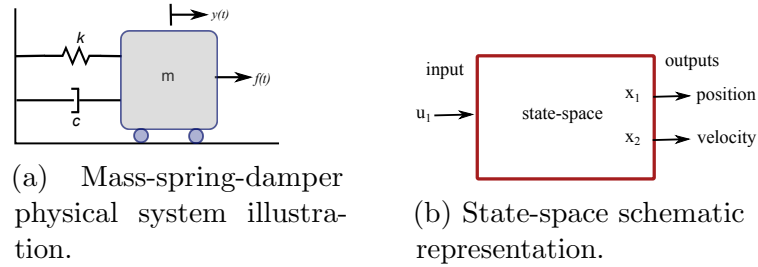 k
y(t)
m
f(t)
c
(a) Mass-spring-damper
physical system illustra-
tion.
input
outputs
u1
state-space
x1
position
x2
velocity
(b) State-space schematic
representation.